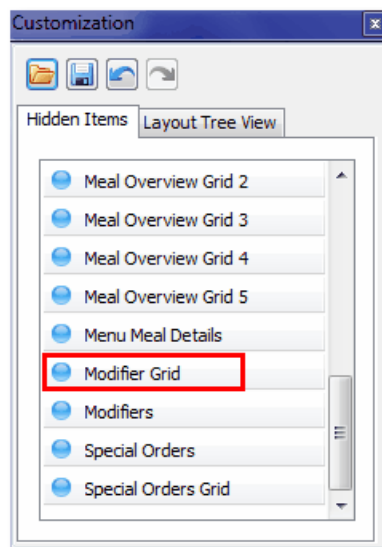 Customization
Hidden Items
Layout Tree View
Meal Overview Grid 2
Meal Overview Grid 3
Meal Overview Grid 4
Meal Overview Grid 5
Menu Meal Details
Modifier Grid
Modifiers
Special Orders
Special Orders Grid